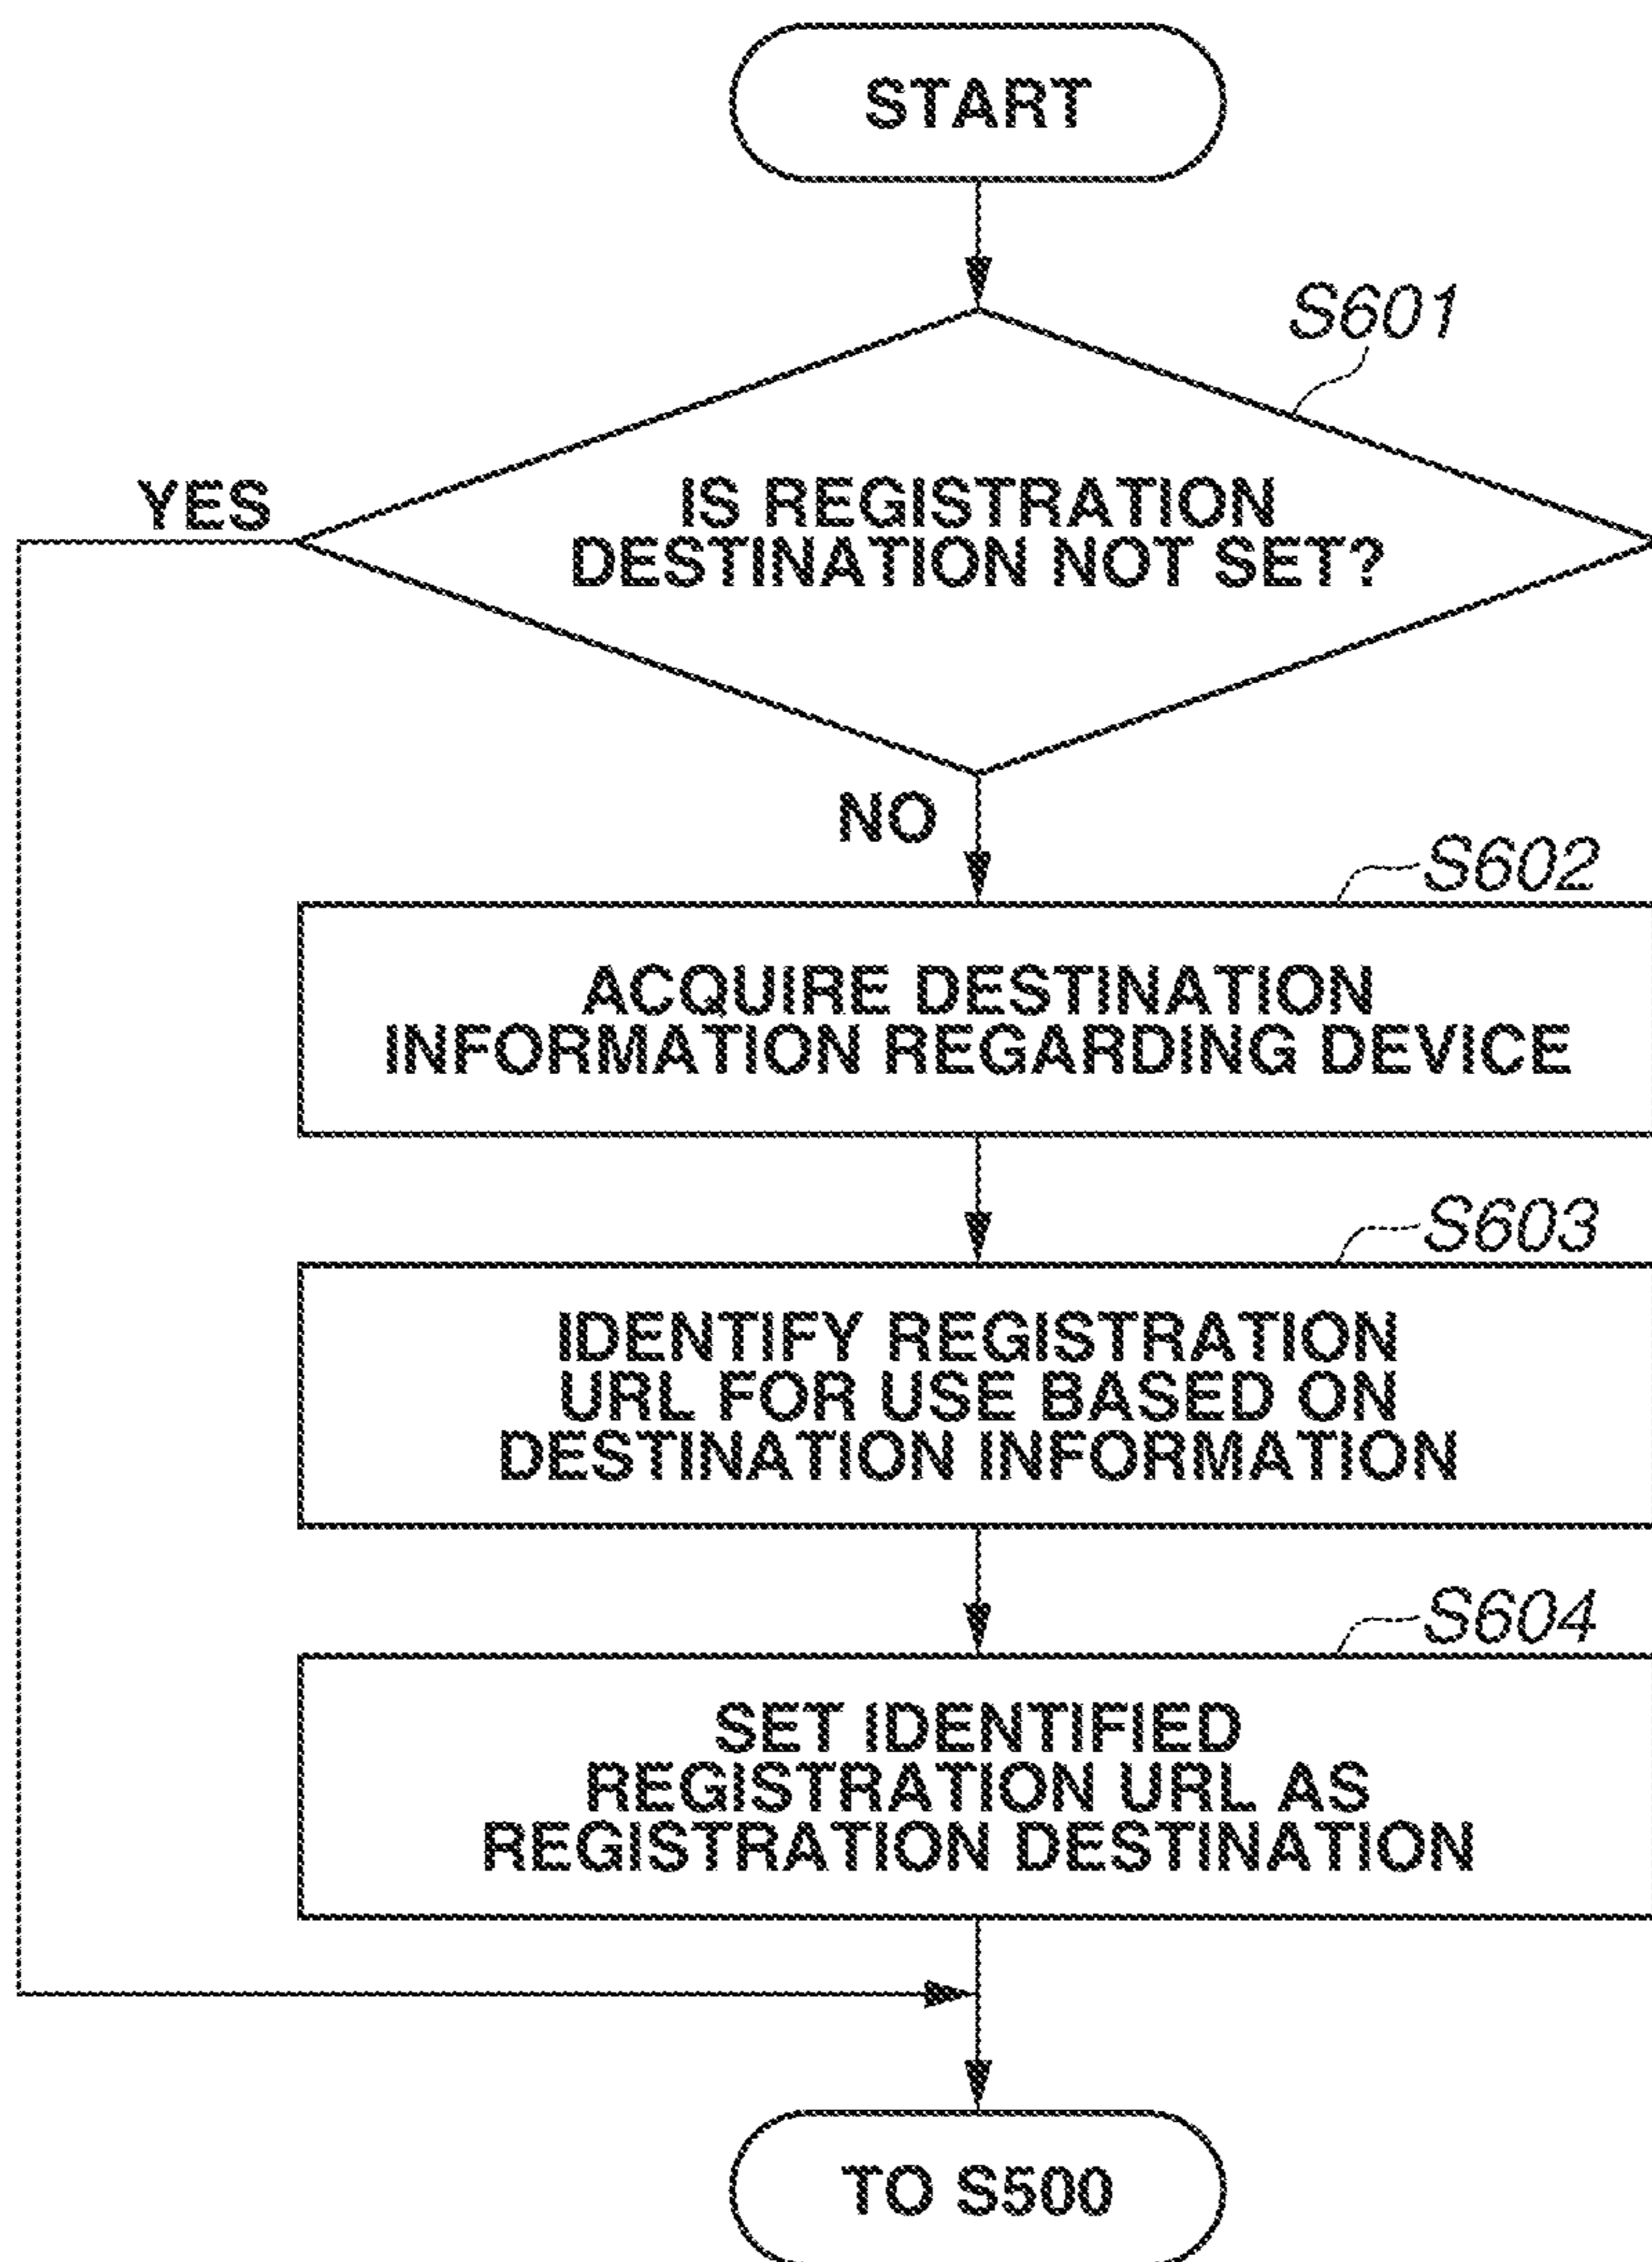 START
S601
IS REGISTRATION
DESTINATION NOT SET?
YES
NO
S602
ACQUIRE DESTINATION
INFORMATION REGARDING DEVICE
S603
IDENTIFY REGISTRATION
URL FOR USE BASED ON
DESTINATION INFORMATION
S604
SET IDENTIFIED
REGISTRATION URL AS
REGISTRATION DESTINATION
TO S500